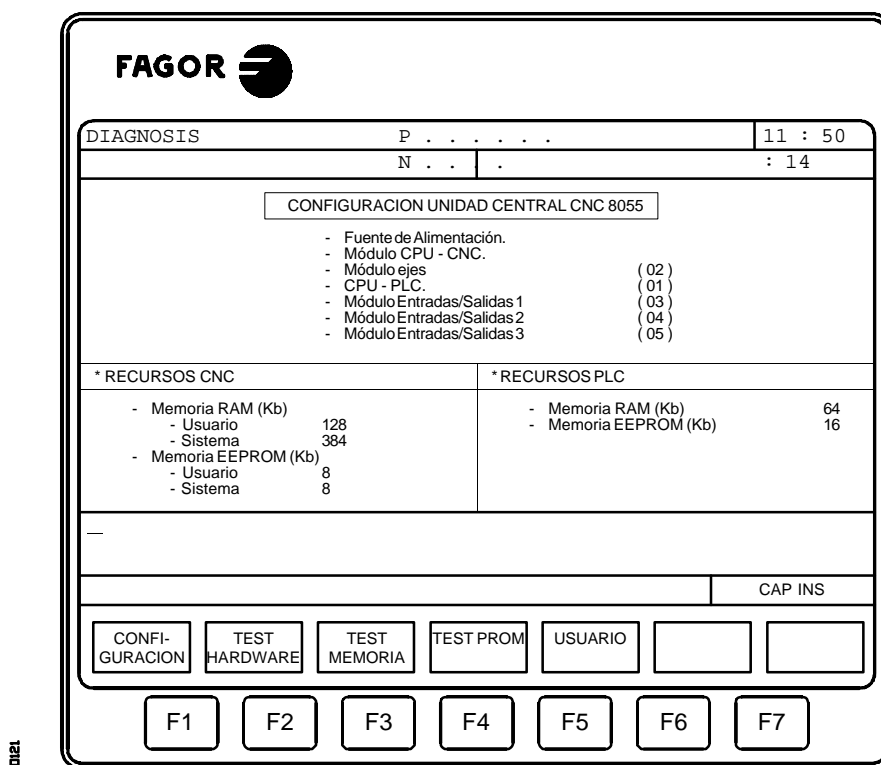 FAGOR
DIAGNOSIS P . . . . . . 11 : 50
N . . . . : 14
CONFIGURACION UNIDAD CENTRAL CNC 8055
- Fuente de Alimentación.
- Módulo CPU - CNC.
- Módulo ejes ( 02 )
- CPU - PLC. ( 01 )
- Módulo Entradas/Salidas 1 ( 03 )
- Módulo Entradas/Salidas 2 ( 04 )
- Módulo Entradas/Salidas 3 ( 05 )
* RECURSOS CNC
- Memoria RAM (Kb)
- Usuario 128
- Sistema 384
- Memoria EEPROM (Kb)
- Usuario 8
- Sistema 8
* RECURSOS PLC
- Memoria RAM (Kb) 64
- Memoria EEPROM (Kb) 16
CAP INS
CONFI-
GURACION
TEST
HARDWARE
TEST
MEMORIA
TEST PROM
USUARIO
F1 F2 F3 F4 F5 F6 F7